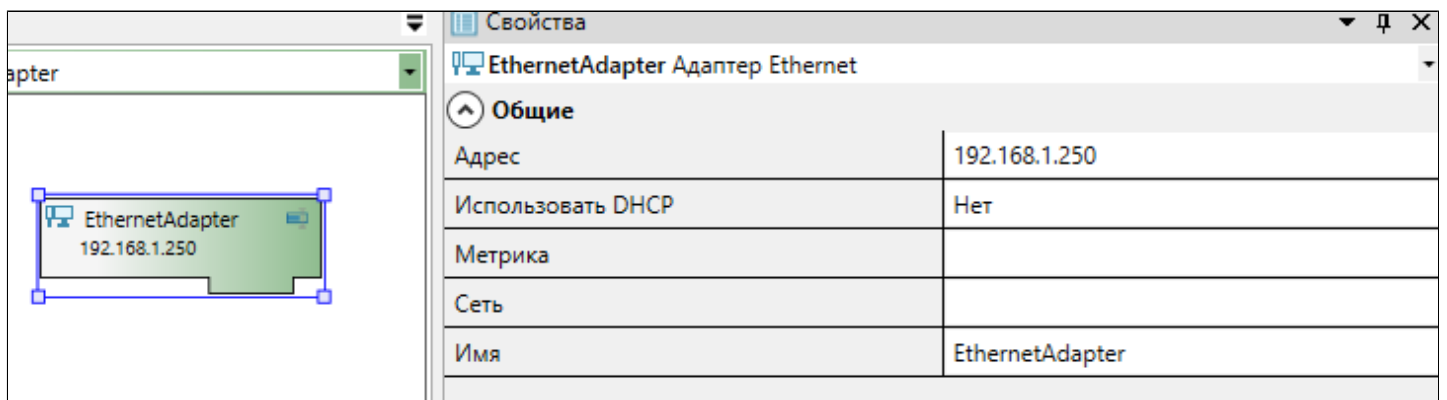 apter
EthernetAdapter
192.168.1.250
Свойства
EthernetAdapter Адаптер Ethernet
Общие
Адрес 192.168.1.250
Использовать DHCP Нет
Метрика
Сеть
Имя EthernetAdapter